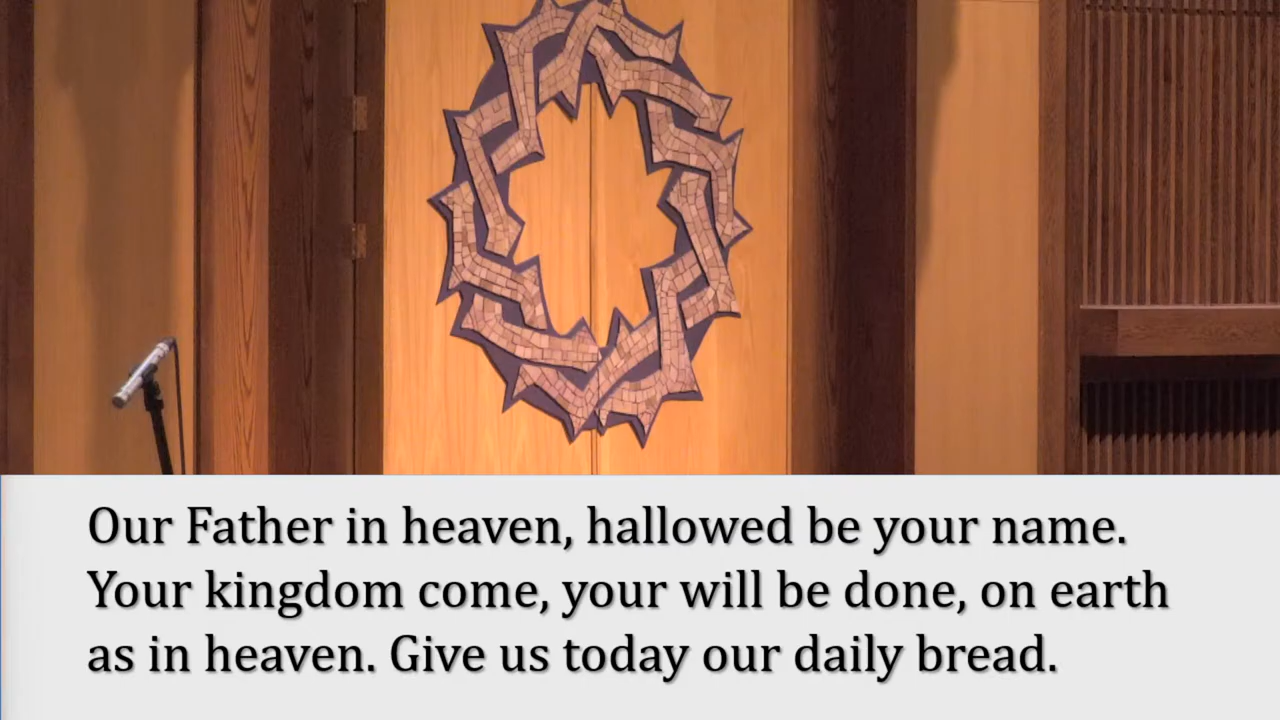 Our Father in heaven, hallowed be your name.
Your kingdom come, your will be done, on earth
as in heaven. Give us today our daily bread.